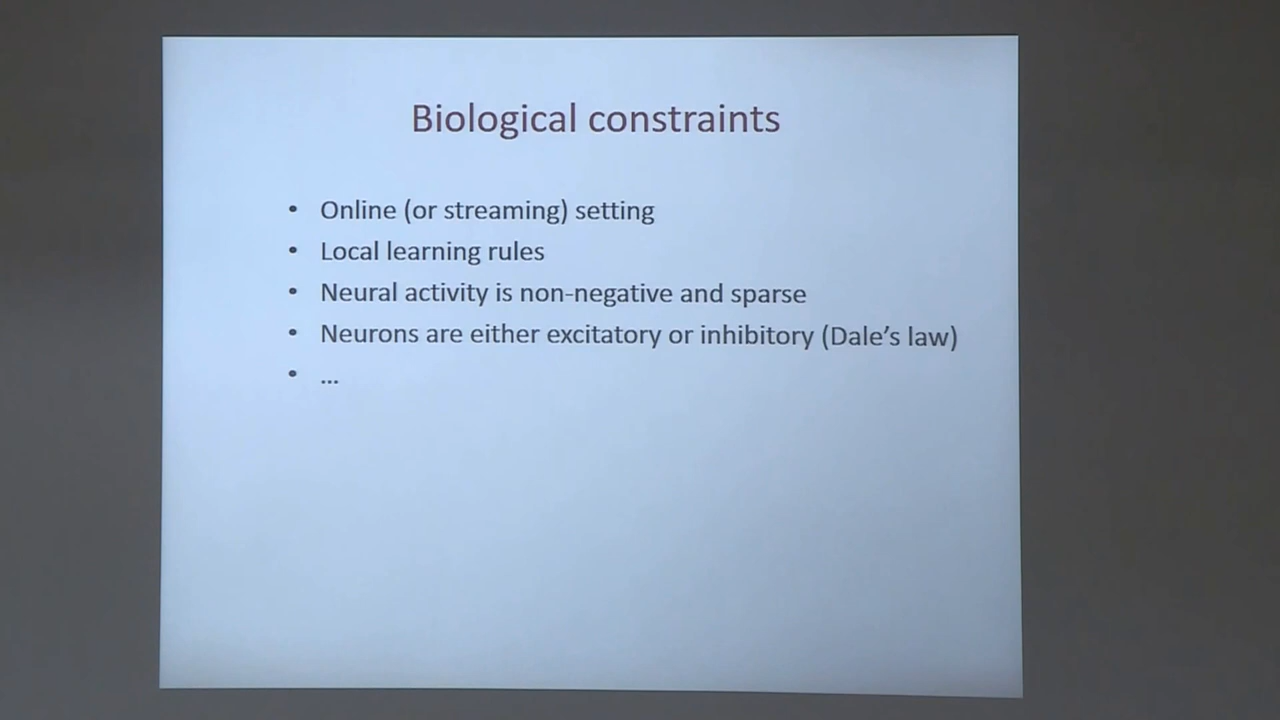 Biological constraints
• Online (or streaming) setting
• Local learning rules
• Neural activity is non-negative and sparse
• Neurons are either excitatory or inhibitory (Dale’s law)
• ...